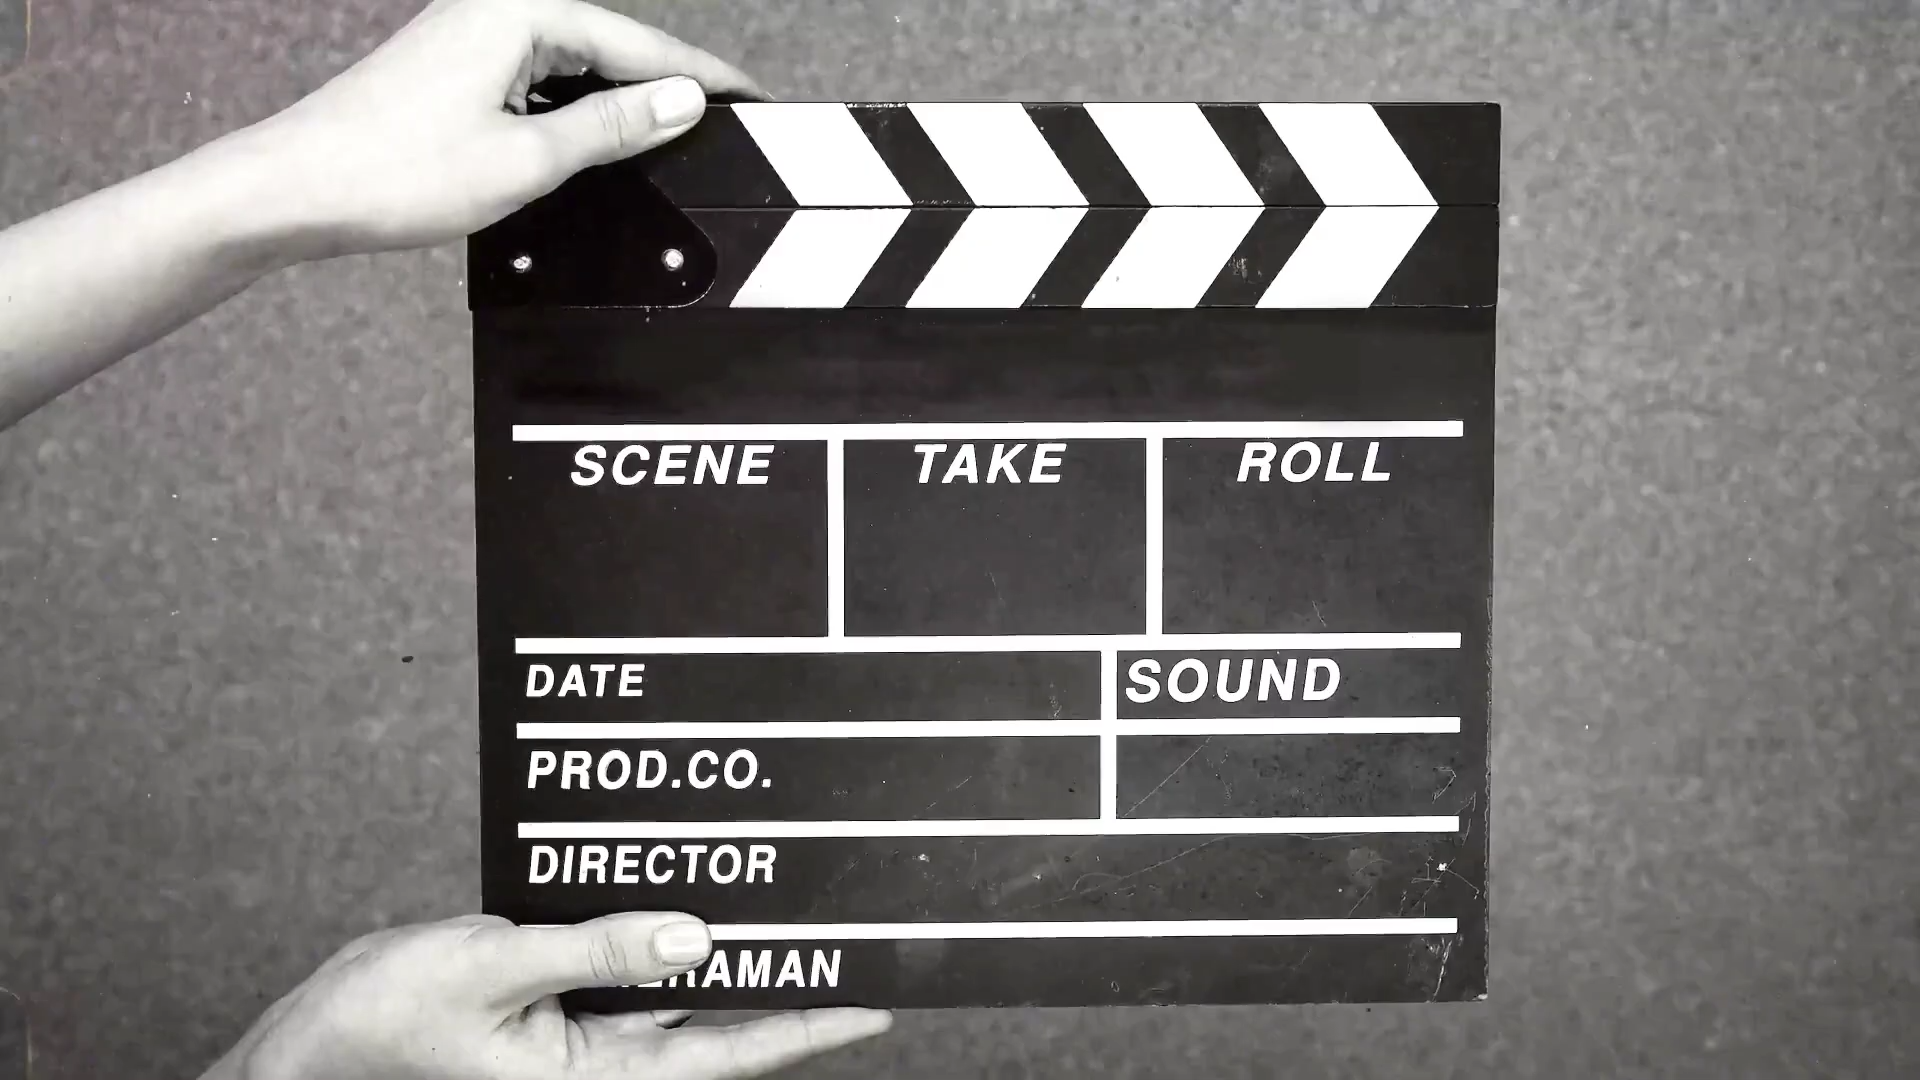 SCENE TAKE ROLL
DATE SOUND
PROD.CO.
DIRECTOR